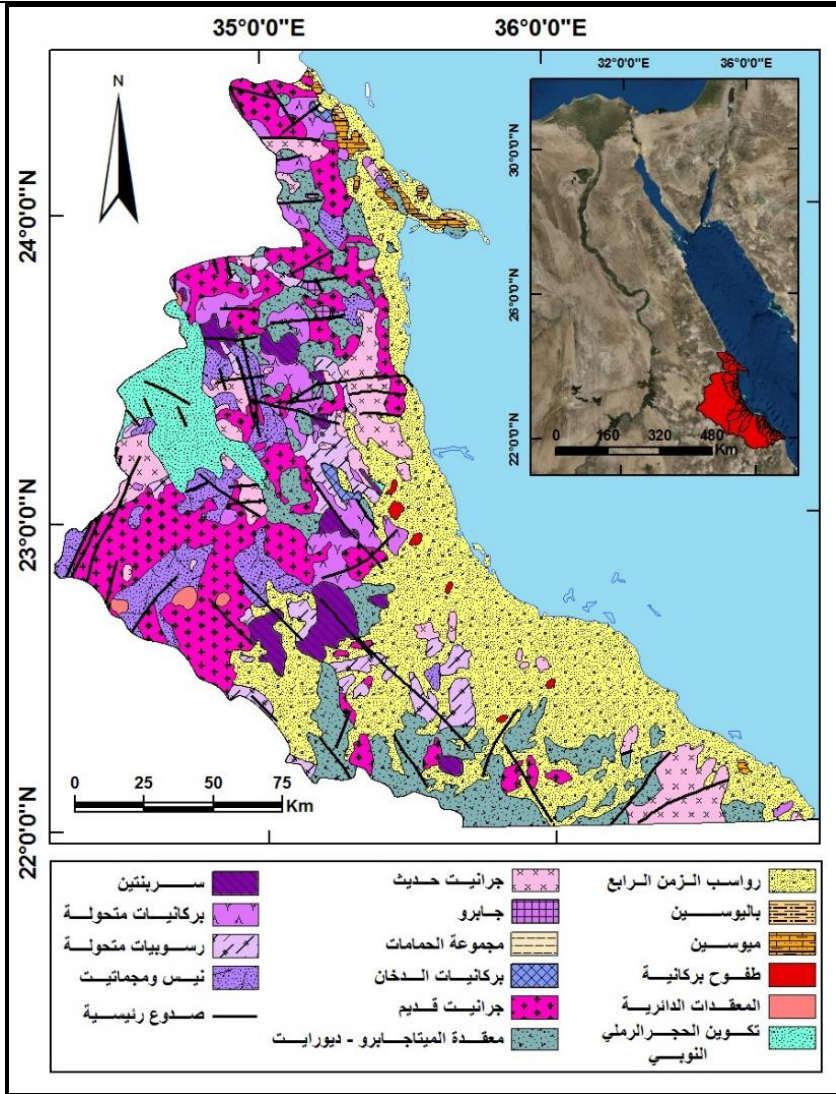 35°0'0"E 36°0'0"E
N
24°0'0"N
23°0'0"N
22°0'0"N
32°0'0"E 36°0'0"E
30°0'0"N
26°0'0"N
22°0'0"N
0 160 320 480
Km
0 25 50 75
Km
رواسب الزمن الرابع
باليوسين
ميوسين
طفوح بركانية
المعقدات الدائرية
تكوين الحجر الرملي
النوبي
جرانيت حديث
جابرو
مجموعة الحمامات
بركانيات الدخان
جرانيت قديم
معقدة الميتاجابرو - ديورايت
سربنتين
بركانيات متحولة
رسوبيات متحولة
نيس ومجماتيت
صدوع رئيسية